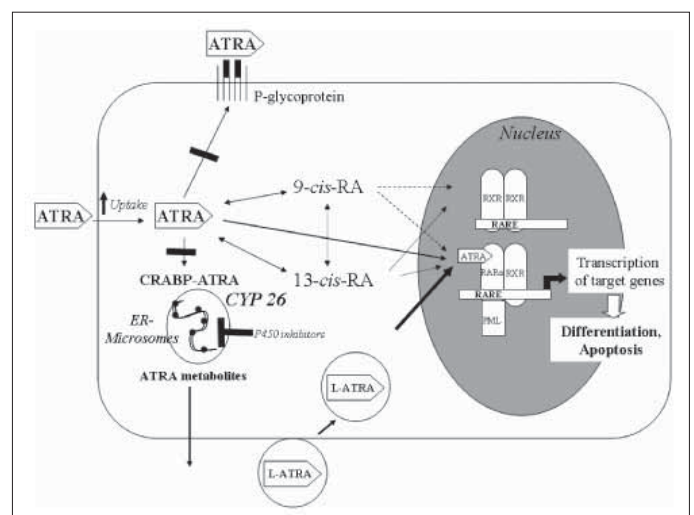 ATRA
P-glycoprotein
Nucleus
9-cis-RA
RXR RXR
RARE
ATRA
Uptake
ATRA
ATRA
RARα RXR
Transcription
of target genes
13-cis-RA
CRABP-ATRA
CYP 26
RARE
ER-
Microsomes
P450 inhibitors
PML
Differentiation,
Apoptosis
ATRA metabolites
L-ATRA
L-ATRA